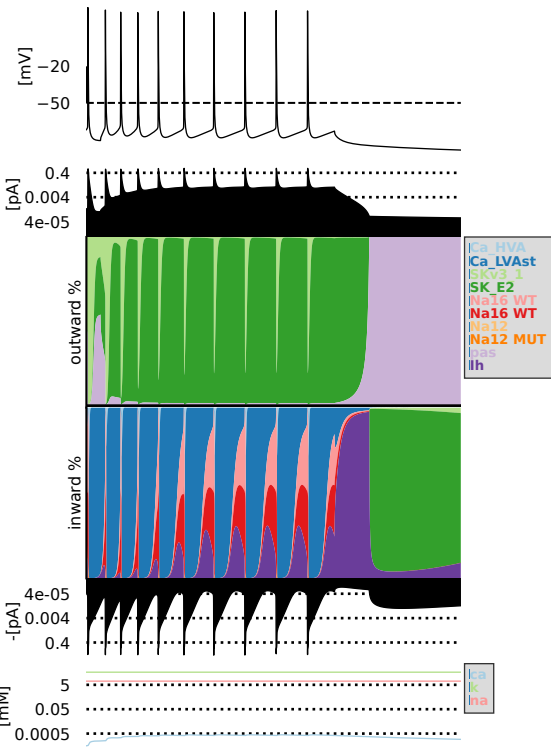 [mV]
−20
−50
[pA]
0.4
0.004
4e-05
outward %
Ca_HVA
Ca_LVAst
SKv3_1
SK_E2
Na16 WT
Na16 WT
Na12
Na12 MUT
pas
Ih
inward %
-[pA]
4e-05
0.004
0.4
[mM]
5
0.05
0.0005
ca
k
na